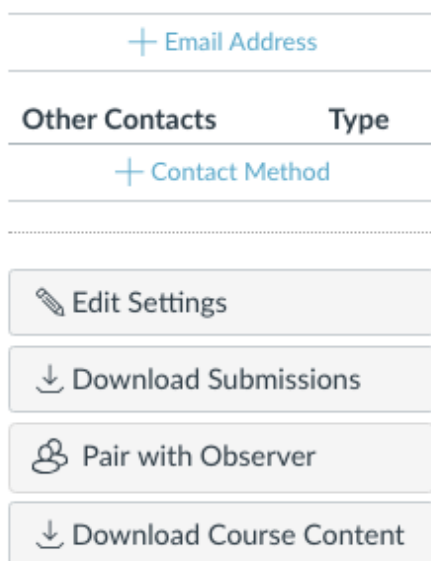 + Email Address
Other Contacts Type
+ Contact Method
Edit Settings
Download Submissions
Pair with Observer
Download Course Content